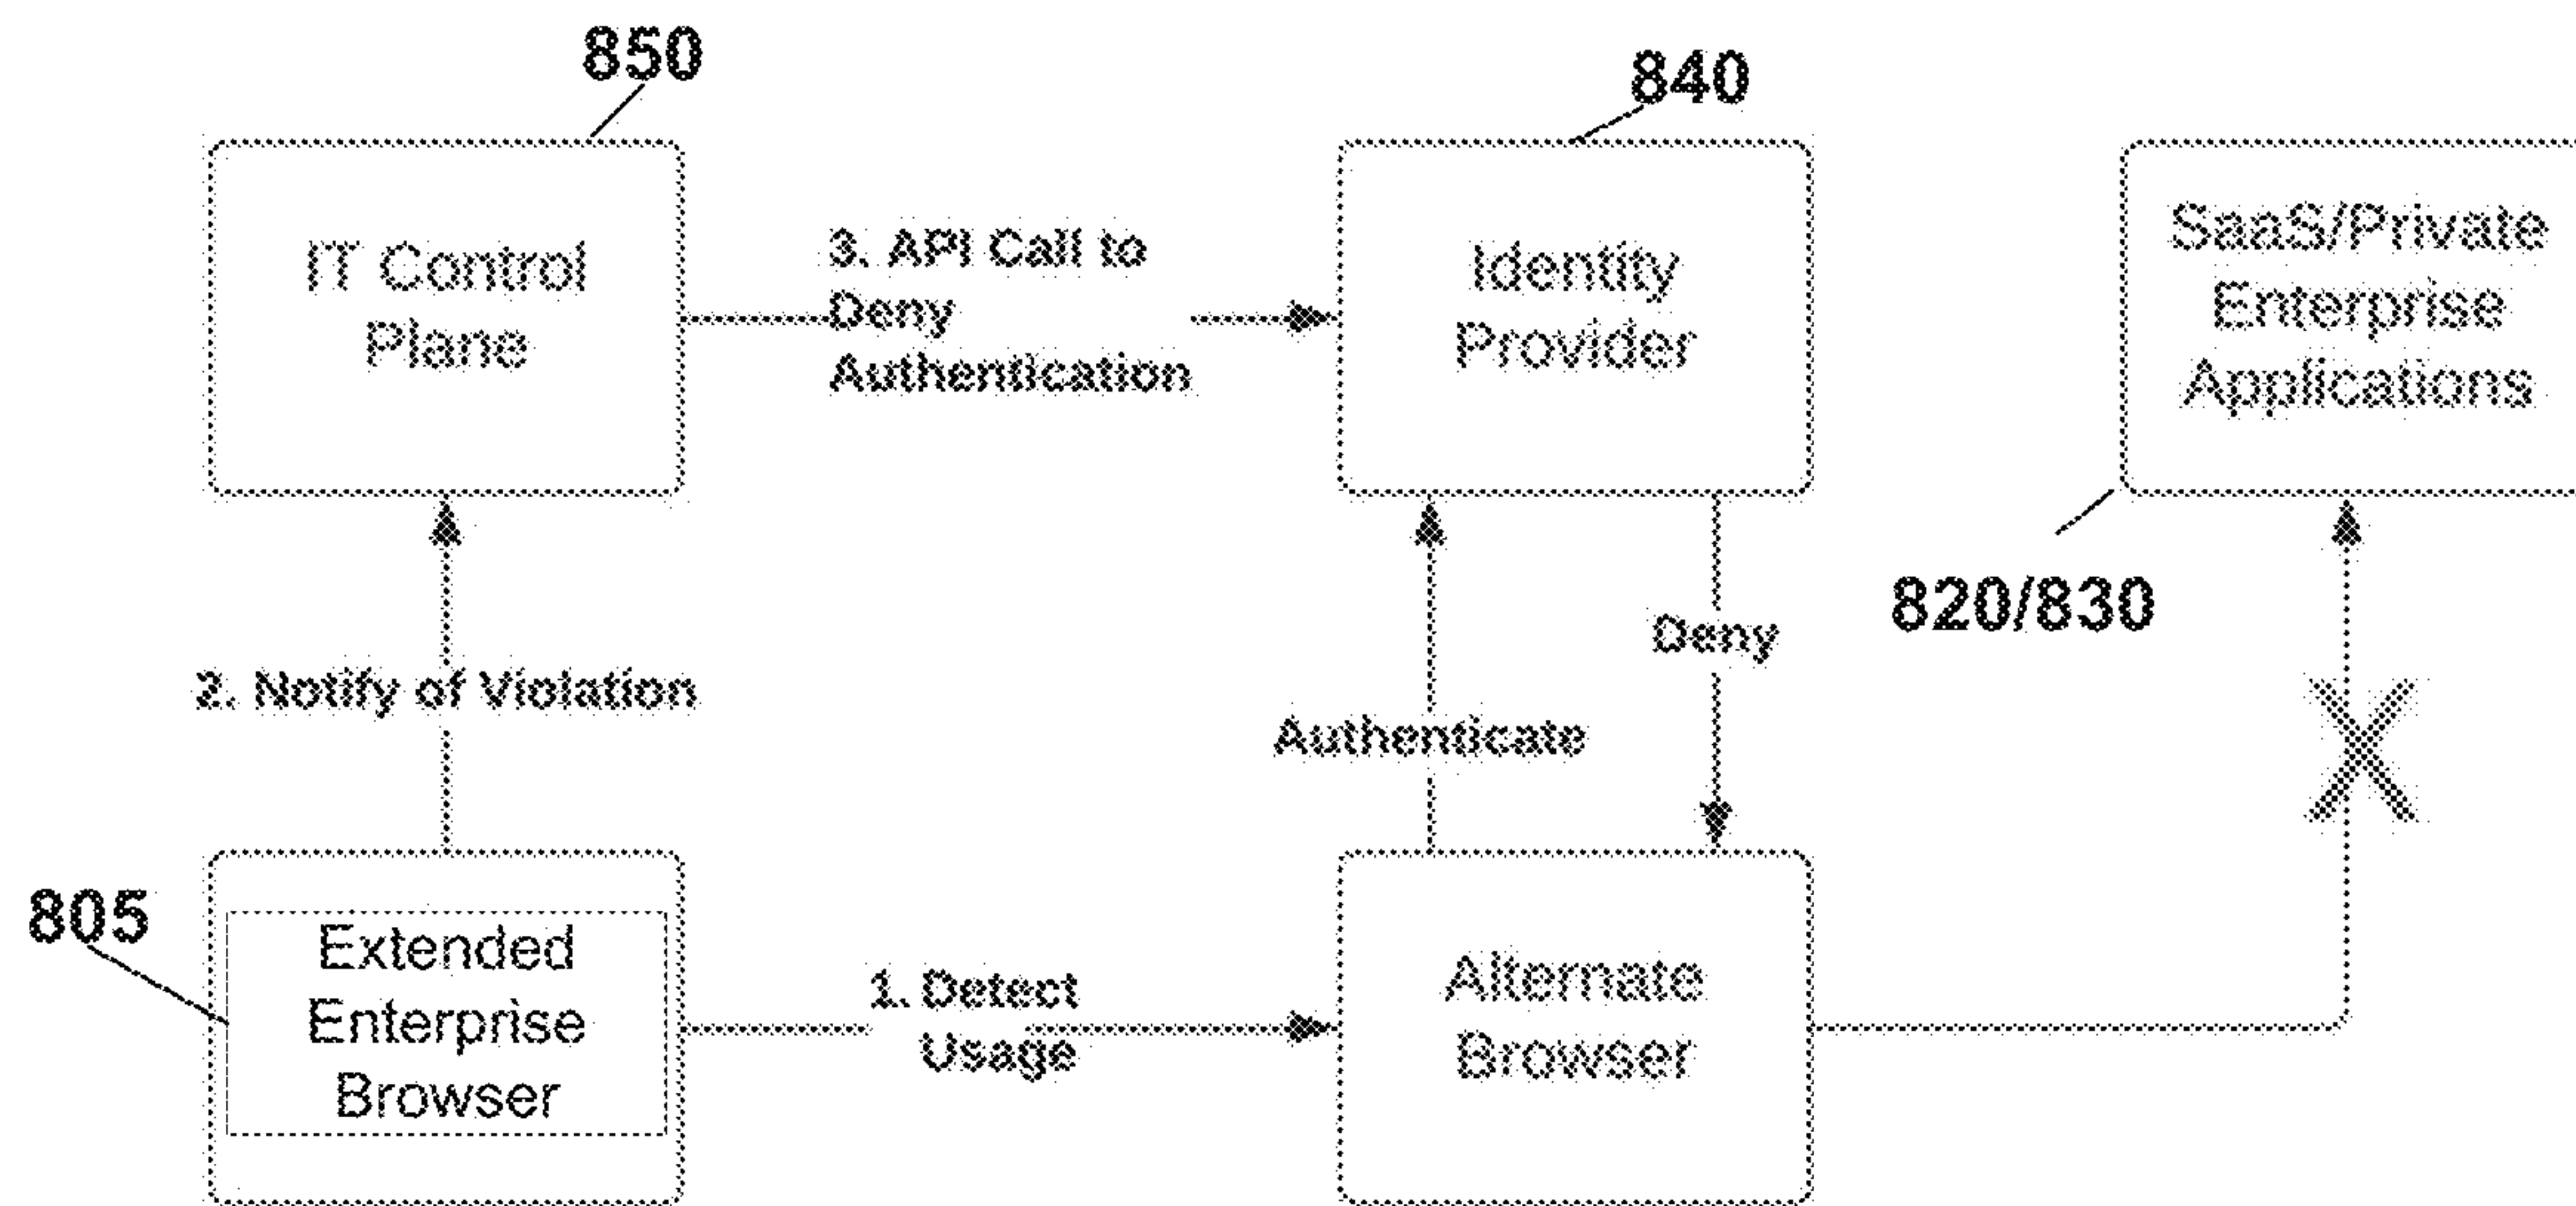 850
840
IT Control
Plane
3. API Call to
Deny
Authentication
Identity
Provider
SaaS/Private
Enterprise
Applications
820/830
Deny
2. Notify of Violation
Authenticate
805
Extended
Enterprise
Browser
1. Detect
Usage
Alternate
Browser